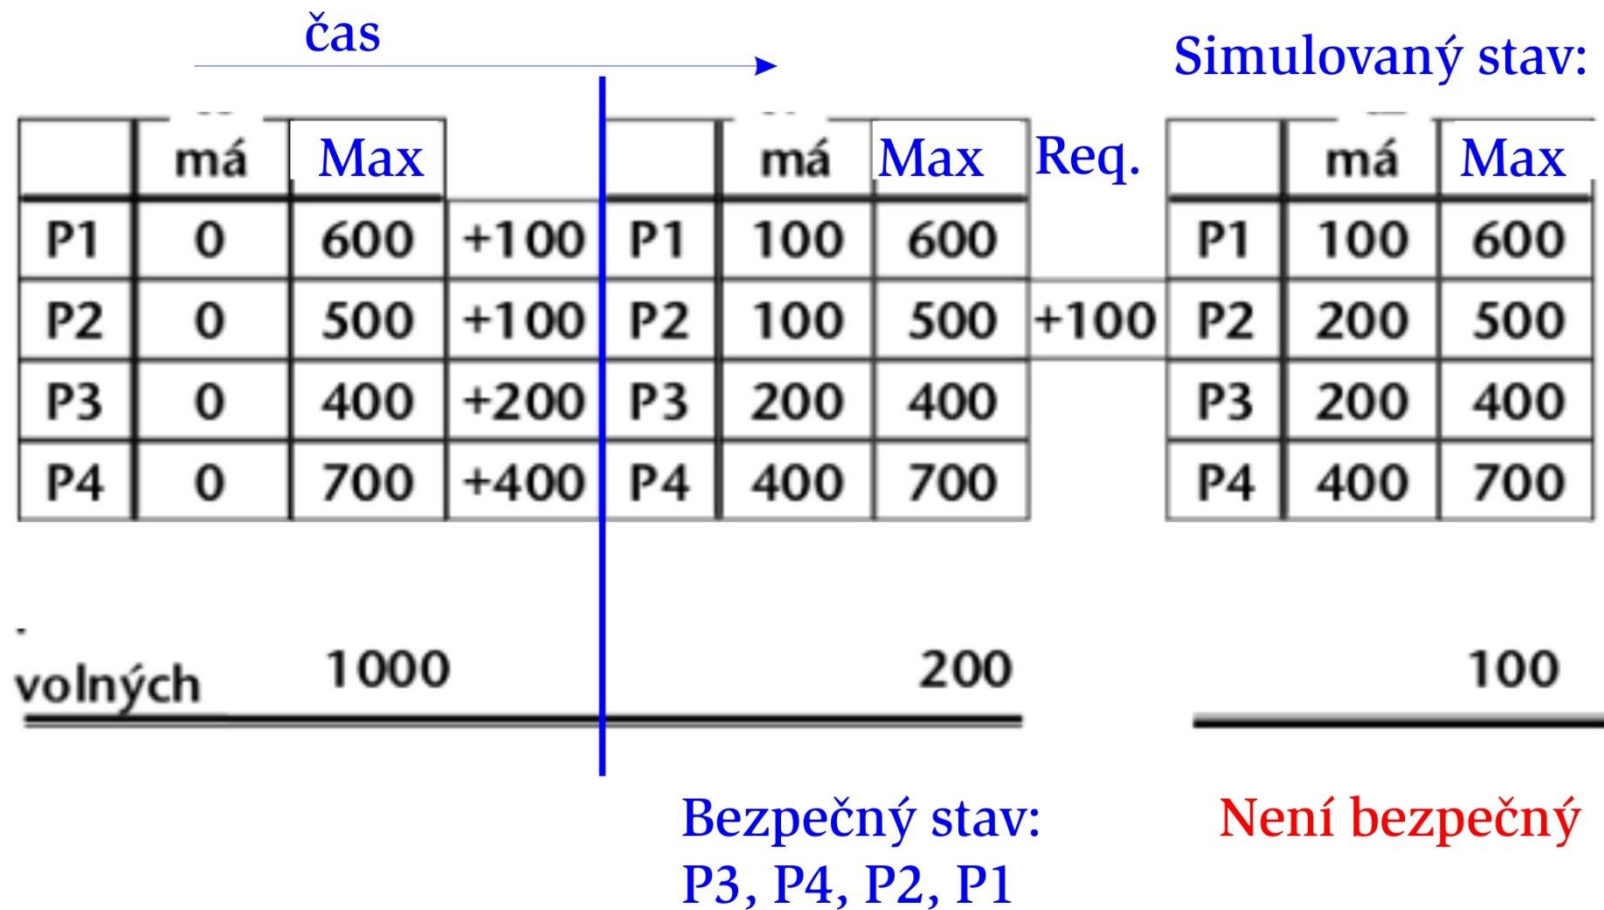 čas
Simulovaný stav:
má Max má Max Req. má Max
P1 0 600 +100 P1 100 600 P1 100 600
P2 0 500 +100 P2 100 500 +100 P2 200 500
P3 0 400 +200 P3 200 400 P3 200 400
P4 0 700 +400 P4 400 700 P4 400 700
volných 1000 200 100
Bezpečný stav: Není bezpečný
P3, P4, P2, P1